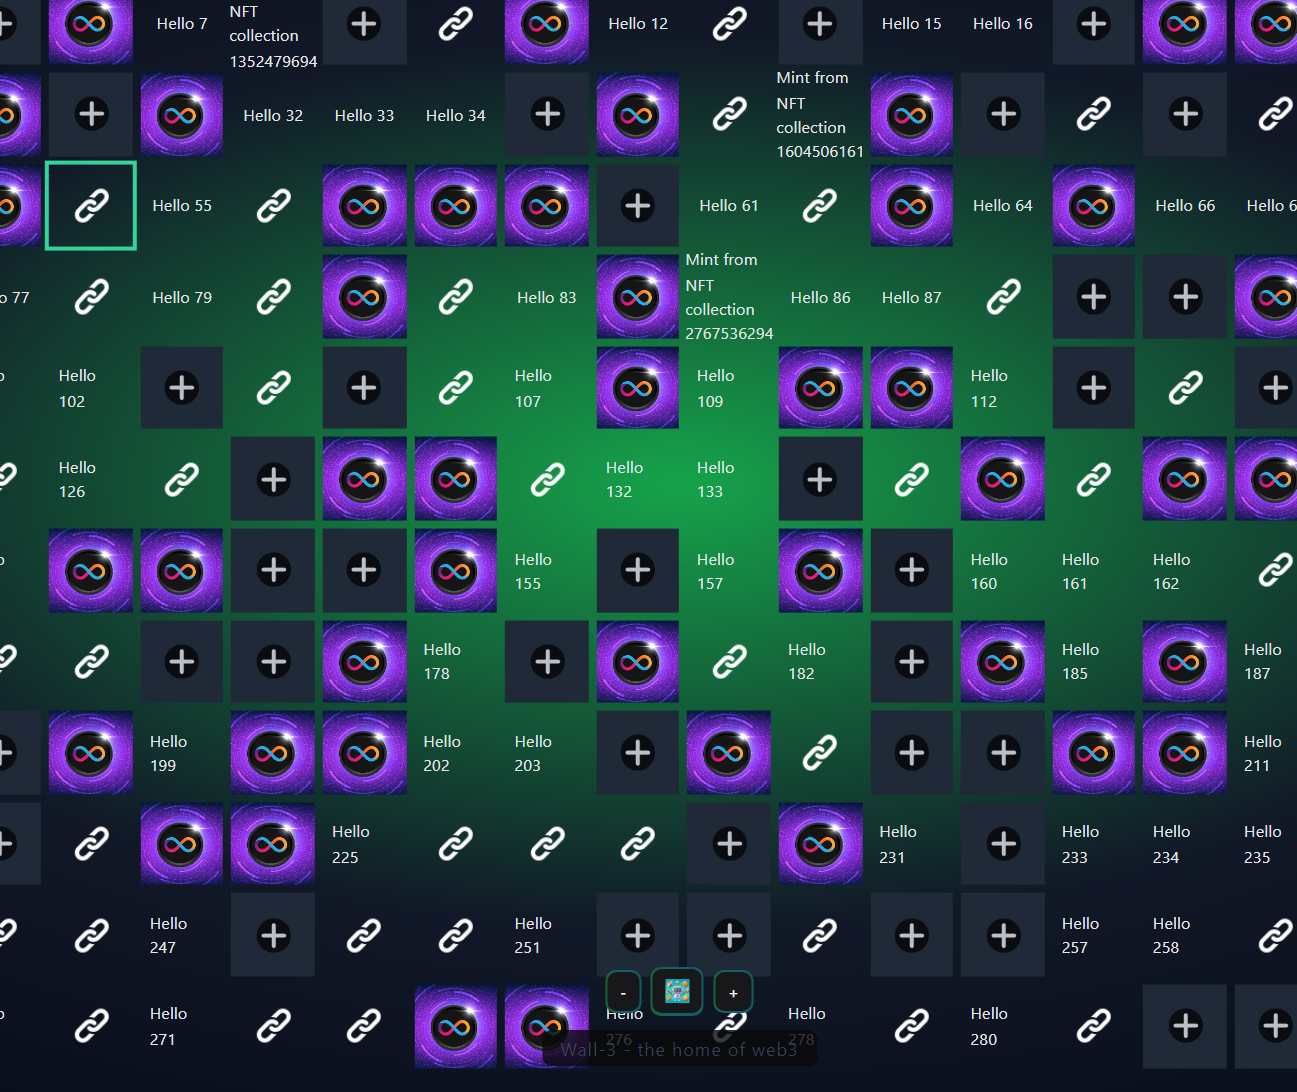 Hello 7
NFT
collection
1352479694
Hello 12
Hello 15
Hello 16
Hello 32
Hello 33
Hello 34
Mint from
NFT
collection
1604506161
Hello 55
Hello 61
Hello 64
Hello 66
Hello 6
o 77
Hello 79
Hello 83
Mint from
NFT
collection
2767536294
Hello 86
Hello 87
o
Hello
102
Hello
107
Hello
109
Hello
112
Hello
126
Hello
132
Hello
133
o
Hello
155
Hello
157
Hello
160
Hello
161
Hello
162
Hello
178
Hello
182
Hello
185
Hello
187
Hello
199
Hello
202
Hello
203
Hello
211
Hello
225
Hello
231
Hello
233
Hello
234
Hello
235
Hello
247
Hello
251
Hello
257
Hello
258
- +
o
Hello
271
Hello
276
278
Hello
280
Wall-3 - the home of web3